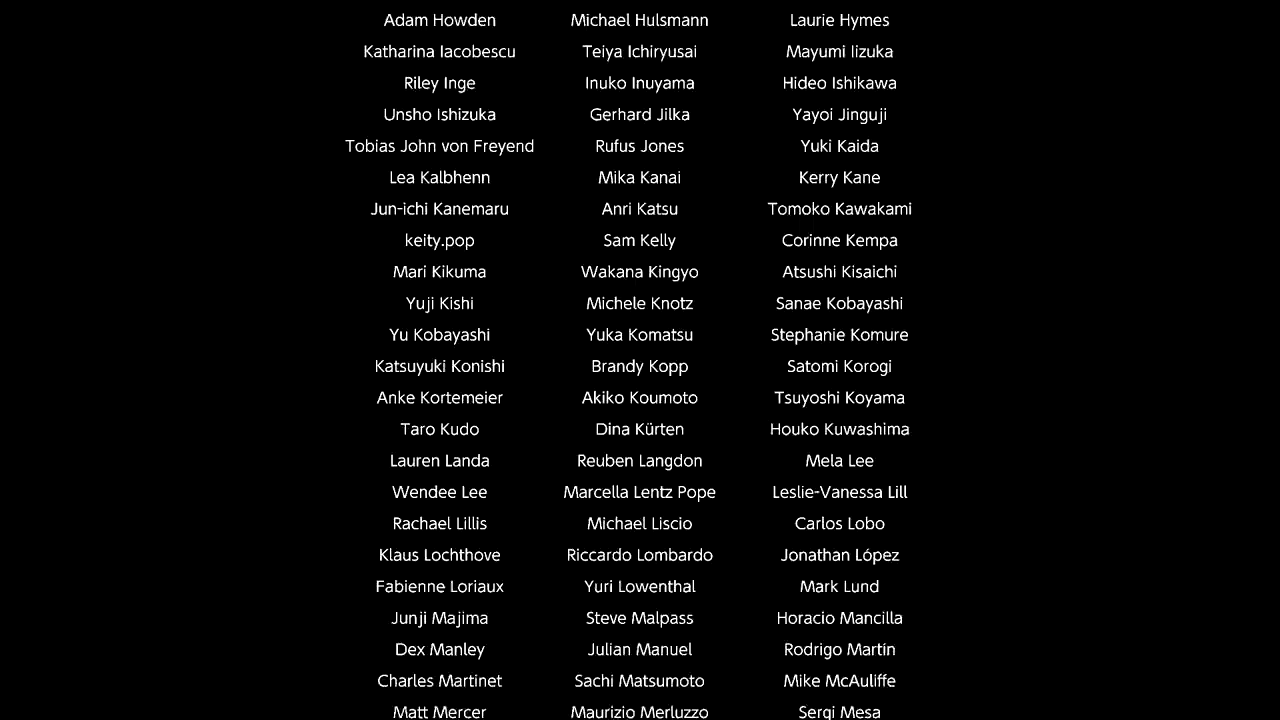 Adam Howden Michael Hulsmann Laurie Hymes
Katharina Iacobescu Teiya Ichiryusai Mayumi Iizuka
Riley Inge Inuko Inuyama Hideo Ishikawa
Unsho Ishizuka Gerhard Jilka Yayoi Jinguji
Tobias John von Freyend Rufus Jones Yuki Kaida
Lea Kalbhenn Mika Kanai Kerry Kane
Jun-ichi Kanemaru Anri Katsu Tomoko Kawakami
keity.pop Sam Kelly Corinne Kempa
Mari Kikuma Wakana Kingyo Atsushi Kisaichi
Yuji Kishi Michele Knotz Sanae Kobayashi
Yu Kobayashi Yuka Komatsu Stephanie Komure
Katsuyuki Konishi Brandy Kopp Satomi Korogi
Anke Kortemeier Akiko Koumoto Tsuyoshi Koyama
Taro Kudo Dina Kürten Houko Kuwashima
Lauren Landa Reuben Langdon Mela Lee
Wendee Lee Marcella Lentz Pope Leslie-Vanessa Lill
Rachael Lillis Michael Liscio Carlos Lobo
Klaus Lochthove Riccardo Lombardo Jonathan López
Fabienne Loriaux Yuri Lowenthal Mark Lund
Junji Majima Steve Malpass Horacio Mancilla
Dex Manley Julian Manuel Rodrigo Martín
Charles Martinet Sachi Matsumoto Mike McAuliffe
Matt Mercer Maurizio Merluzzo Sergi Mesa